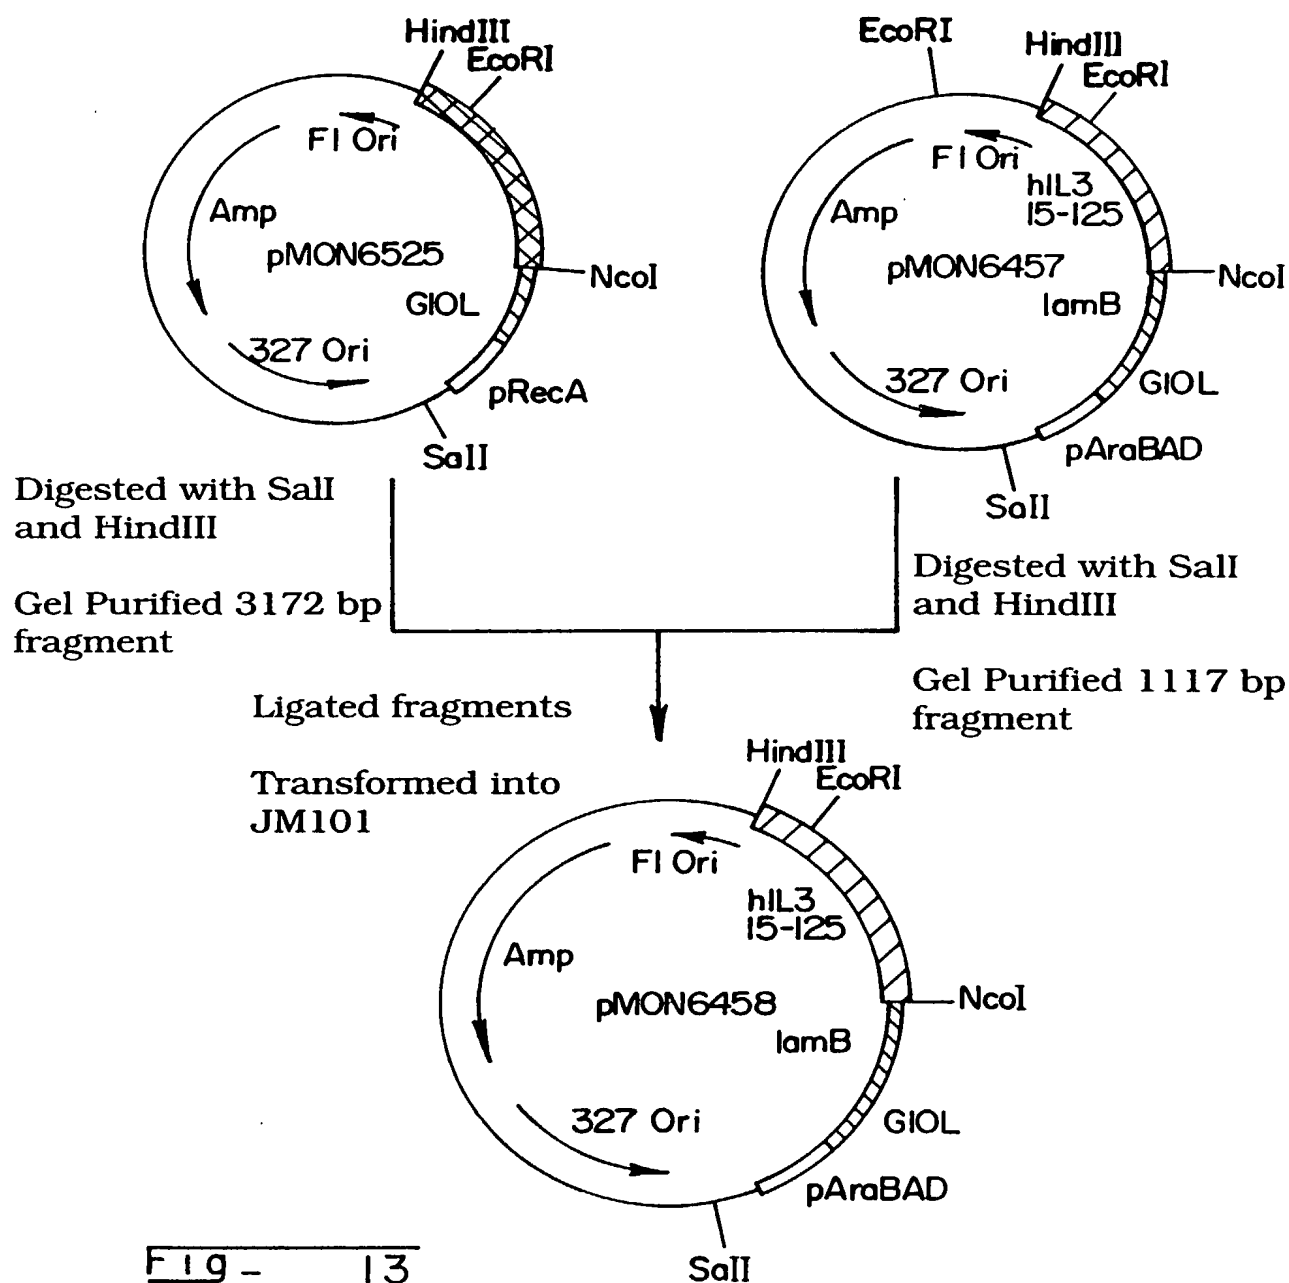 HindIII
EcoRI
F1 Ori
Amp
pMON6525
NcoI
G10L
327 Ori
pRecA
SalI
EcoRI
HindIII
EcoRI
F1 Ori
hIL3
15-125
Amp
pMON6457
NcoI
lamB
327 Ori
G10L
pAraBAD
SalI
Digested with SalI
and HindIII
Gel Purified 3172 bp
fragment
Digested with SalI
and HindIII
Gel Purified 1117 bp
fragment
Ligated fragments
Transformed into
JM101
HindIII
EcoRI
F1 Ori
hIL3
15-125
Amp
pMON6458
NcoI
lamB
327 Ori
G10L
pAraBAD
SalI
Fig- 13